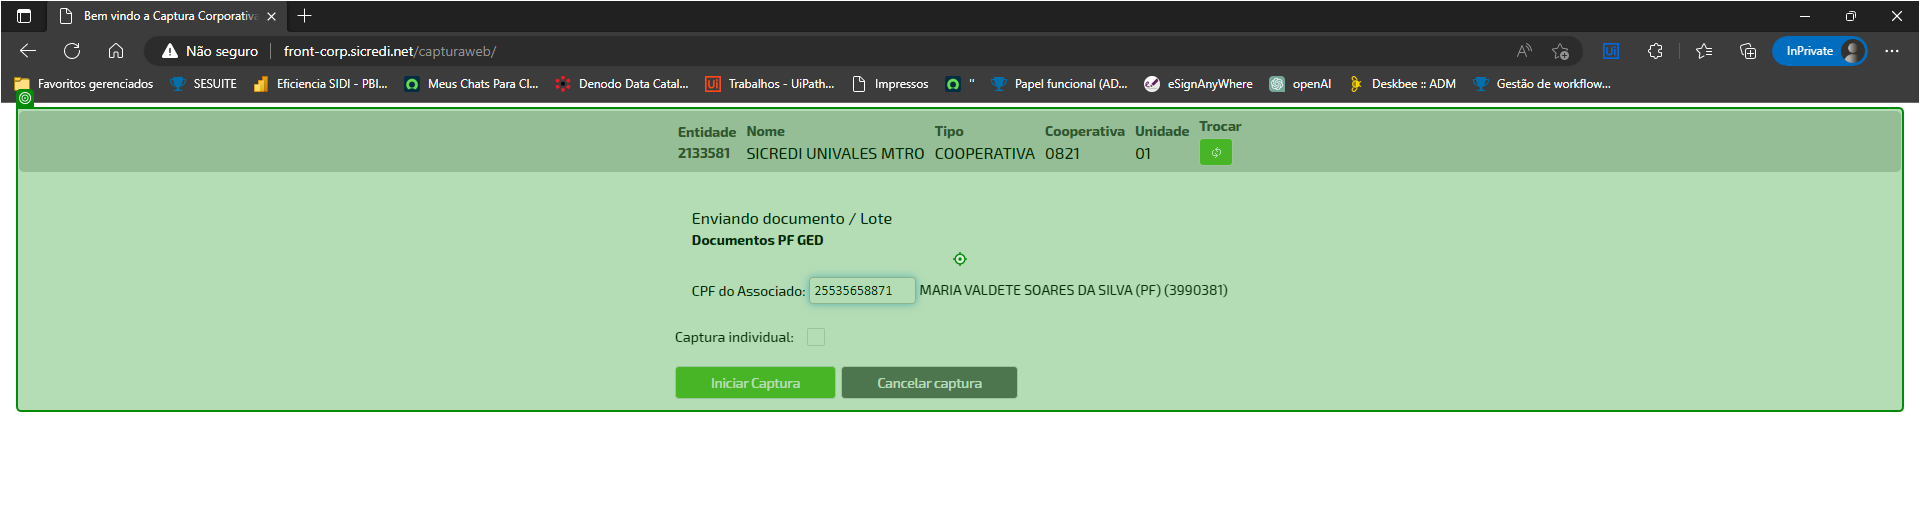 Bem vindo a Captura Corporativa
Não seguro
front-corp.sicredi.net/capturaweb/
InPrivate
Favoritos gerenciados
SESUITE
Eficiencia SIDI - PBI...
Meus Chats Para Cl...
Denodo Data Catal...
Trabalhos - UiPath...
Impressos
"
Papel funcional (AD...
eSignAnyWhere
openAI
Deskbee :: ADM
Gestão de workflow...
Entidade Nome Tipo Cooperativa Unidade Trocar
2133581 SICREDI UNIVALES MTRO COOPERATIVA 0821 01
Enviando documento / Lote
Documentos PF GED
CPF do Associado: 25535658871 MARIA VALDETE SOARES DA SILVA (PF) (3990381)
Captura individual:
Iniciar Captura Cancelar captura